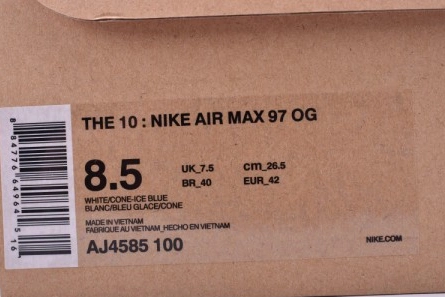 THE 10 : NIKE AIR MAX 97 OG
8.5
UK_7.5 cm_26.5
BR_40 EUR_42
WHITE/CONE-ICE BLUE
BLANC/BLEU GLACE/CONE
MADE IN VIETNAM
FABRIQUE AU VIETNAM_HECHO EN VIETNAM
AJ4585 100
NIKE.COM